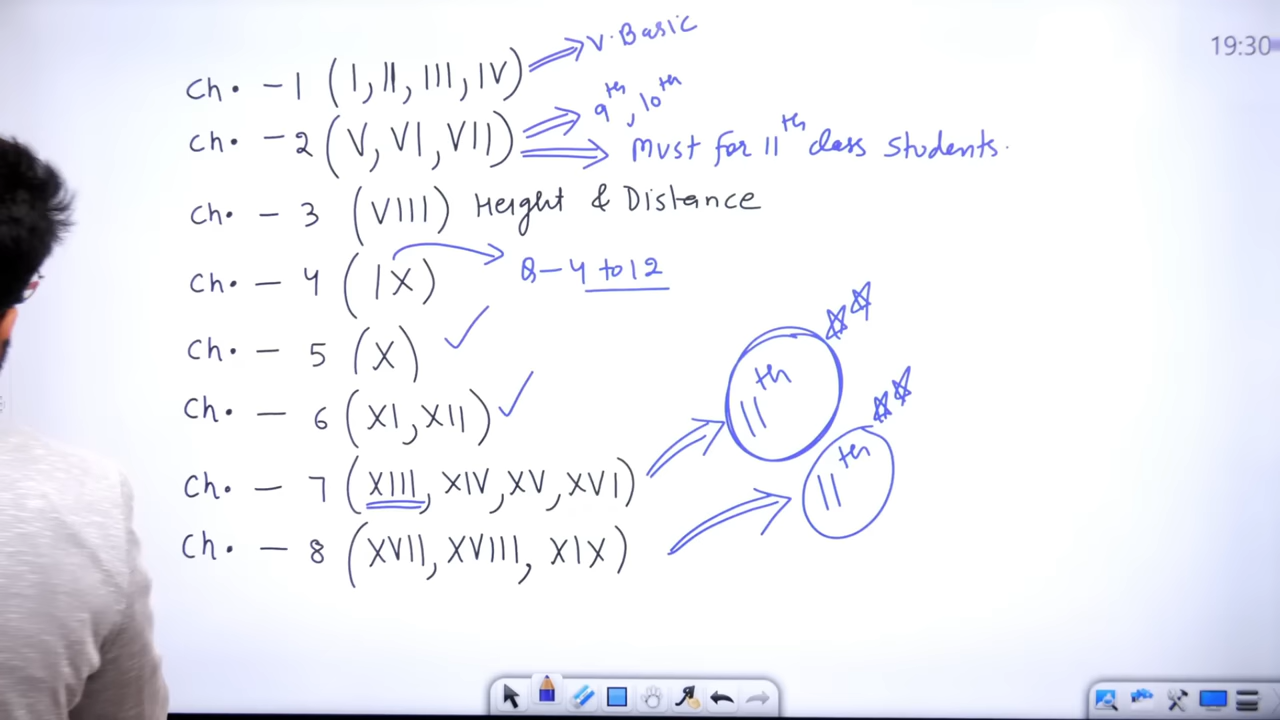 19:30
Ch. - 1 (I, II, III, IV) V. Basic
Ch. - 2 (V, VI, VII) 9th, 10th
Must for 11th class students.
Ch. - 3 (VIII) Height & Distance
Ch. - 4 (IX) Q - 4 to 12
Ch. - 5 (X)
Ch. - 6 (XI, XII)
11th
Ch. - 7 (XIII, XIV, XV, XVI)
11th
Ch. - 8 (XVII, XVIII, XIX)